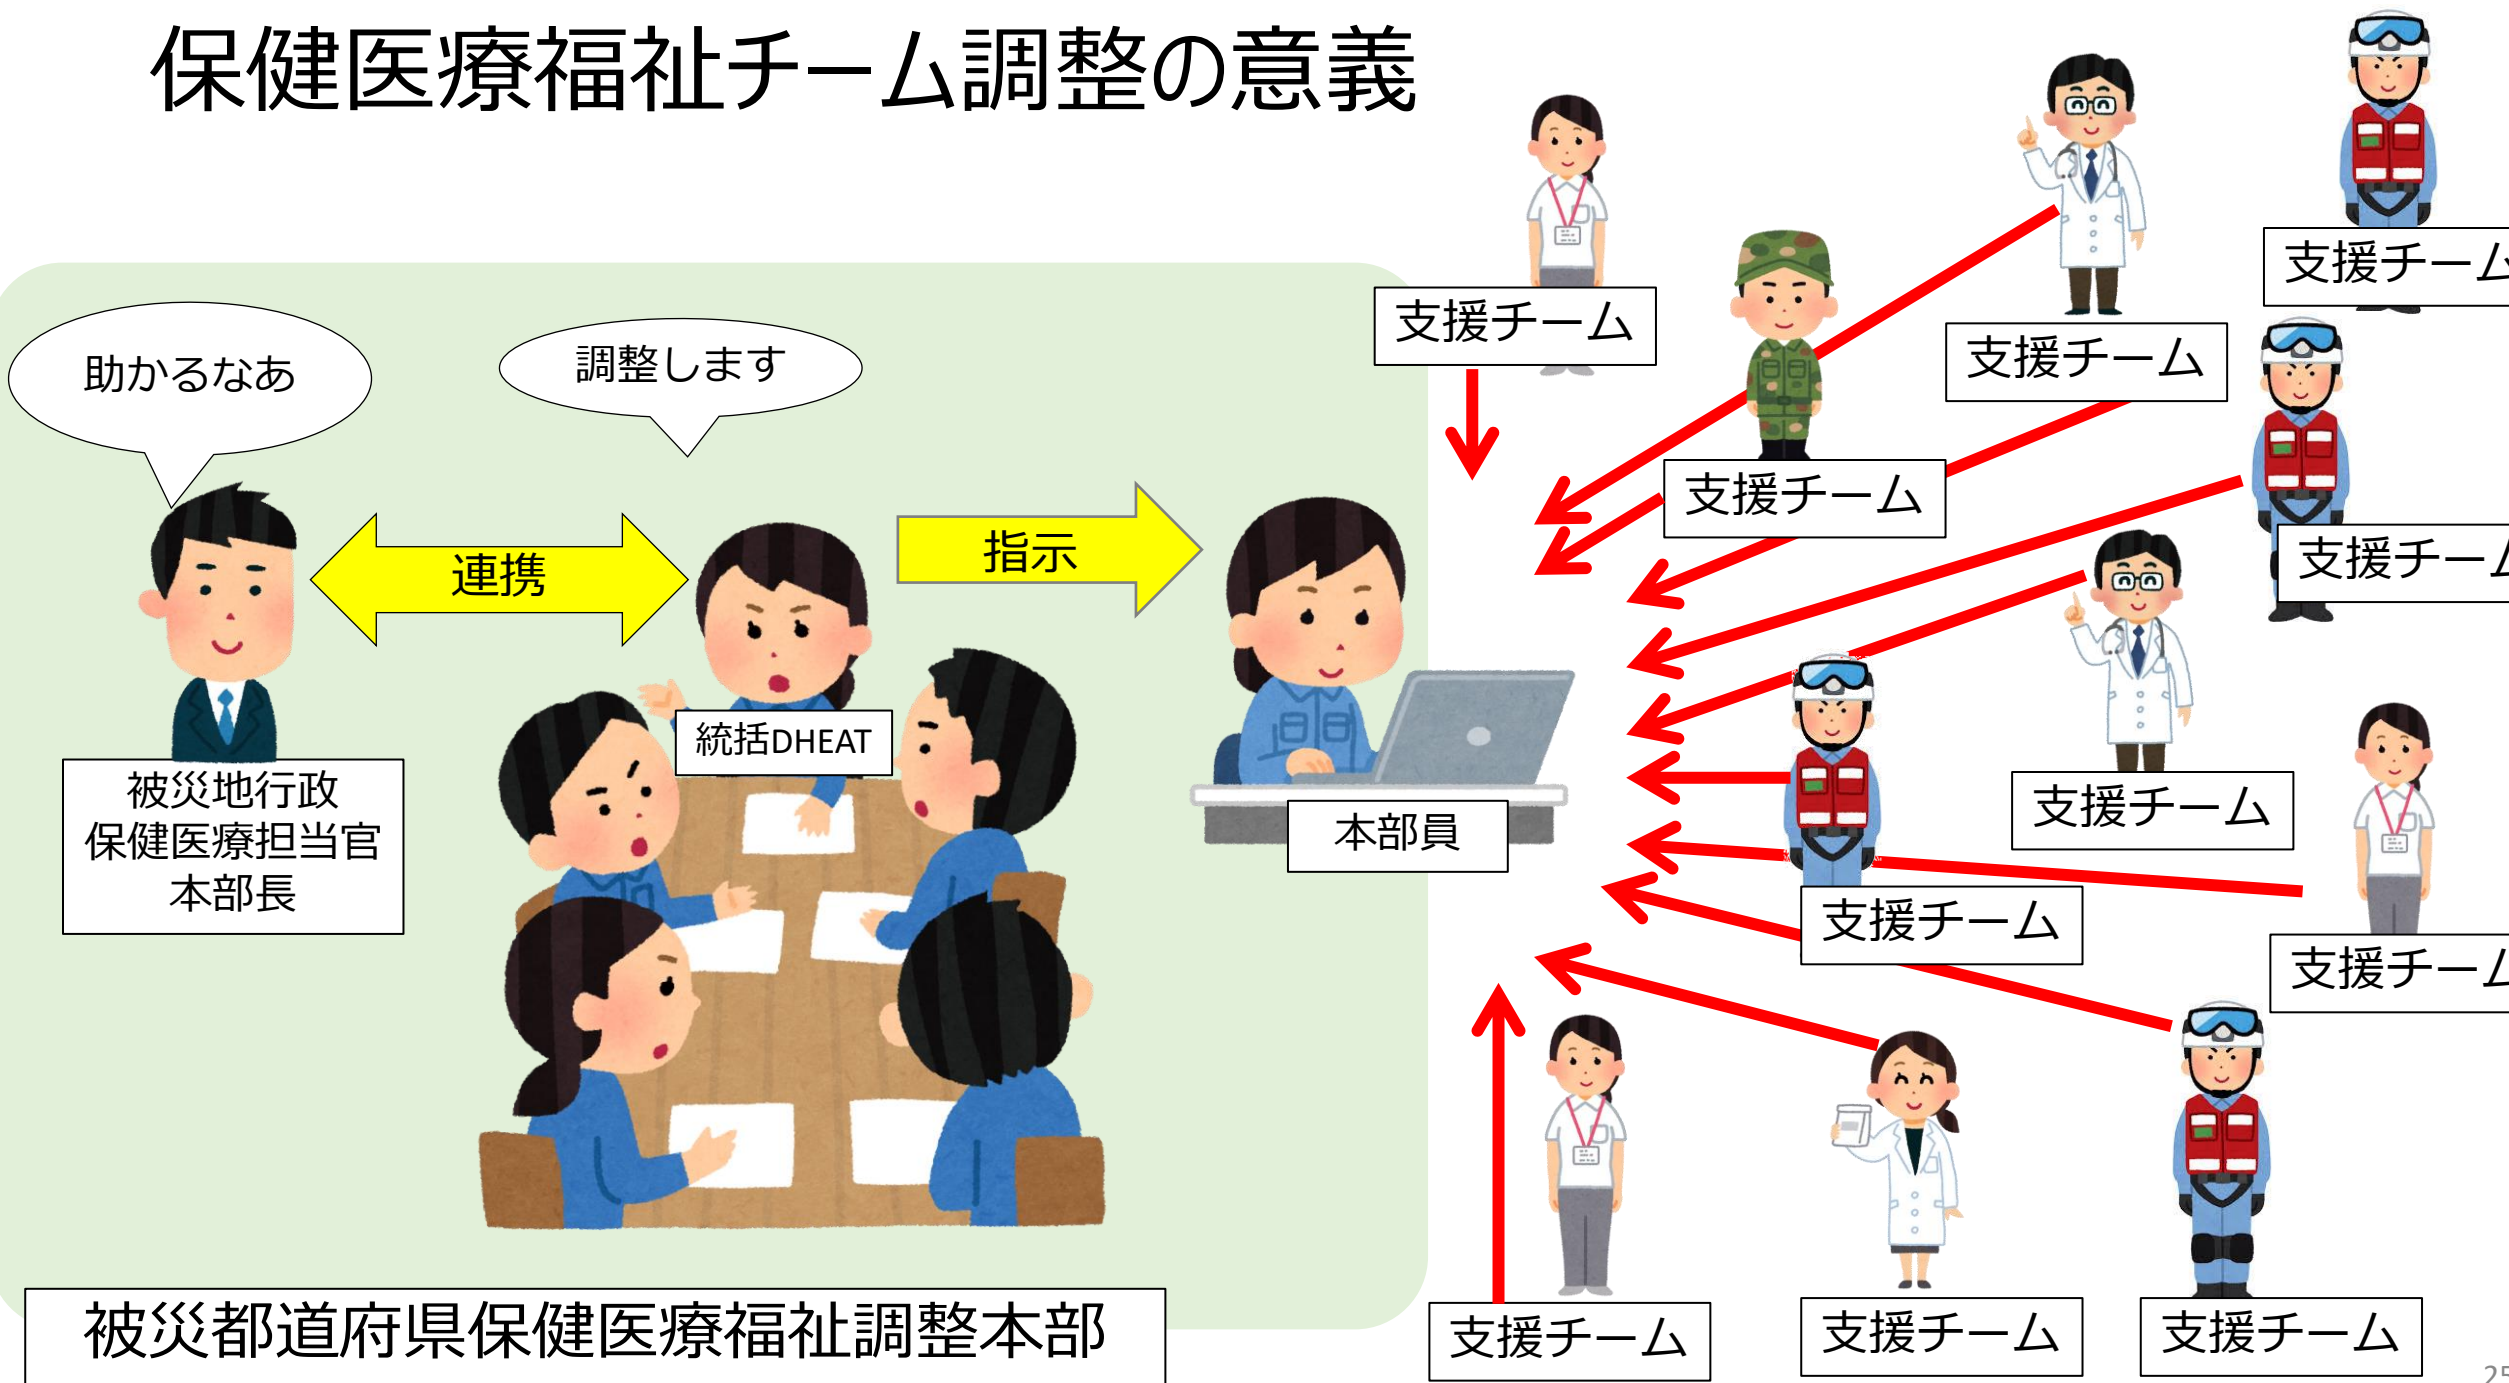 保健医療福祉チーム調整の意義
支援チーム
支援チーム
支援チーム
助かるなあ
調整します
支援チーム
連携
指示
支援チーム
統括DHEAT
被災地行政
保健医療担当官
本部長
本部員
支援チーム
支援チーム
支援チーム
被災都道府県保健医療福祉調整本部
支援チーム
支援チーム
支援チーム
25